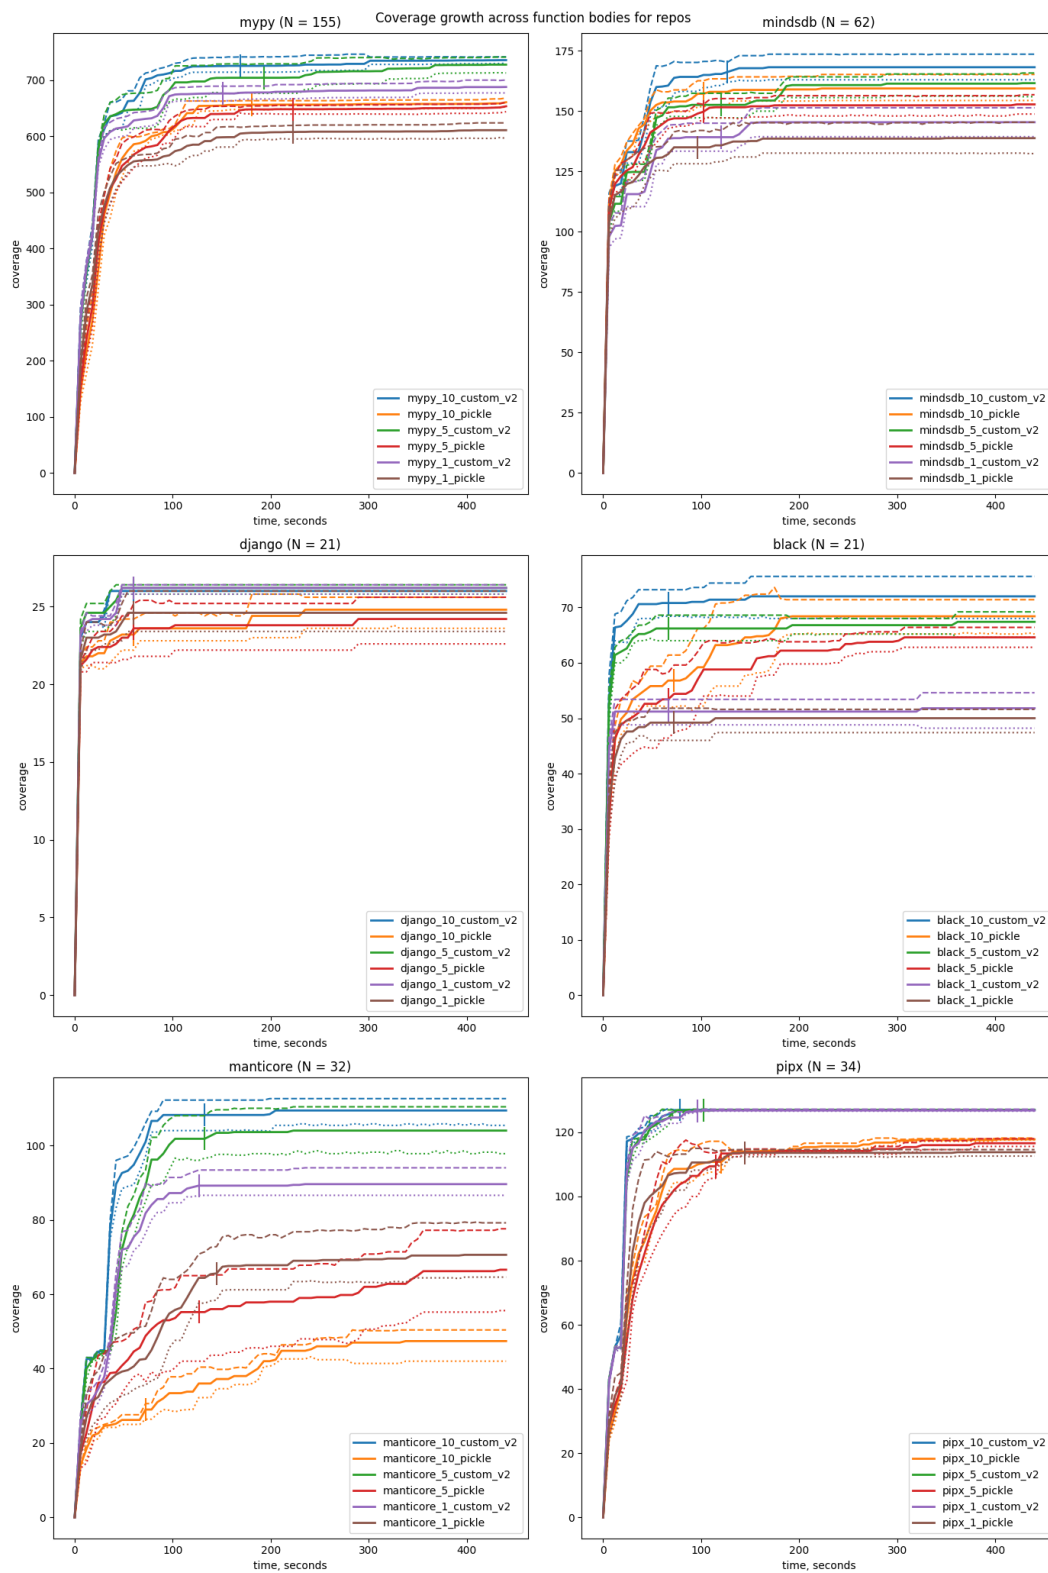 Coverage growth across function bodies for repos
mypy (N = 155)
coverage
700
600
500
400
300
200
100
0
0 100 200 300 400
time, seconds
mypy_10_custom_v2
mypy_10_pickle
mypy_5_custom_v2
mypy_5_pickle
mypy_1_custom_v2
mypy_1_pickle
mindsdb (N = 62)
coverage
175
150
125
100
75
50
25
0
0 100 200 300 400
time, seconds
mindsdb_10_custom_v2
mindsdb_10_pickle
mindsdb_5_custom_v2
mindsdb_5_pickle
mindsdb_1_custom_v2
mindsdb_1_pickle
django (N = 21)
coverage
25
20
15
10
5
0
0 100 200 300 400
time, seconds
django_10_custom_v2
django_10_pickle
django_5_custom_v2
django_5_pickle
django_1_custom_v2
django_1_pickle
black (N = 21)
coverage
70
60
50
40
30
20
10
0
0 100 200 300 400
time, seconds
black_10_custom_v2
black_10_pickle
black_5_custom_v2
black_5_pickle
black_1_custom_v2
black_1_pickle
manticore (N = 32)
coverage
100
80
60
40
20
0
0 100 200 300 400
time, seconds
manticore_10_custom_v2
manticore_10_pickle
manticore_5_custom_v2
manticore_5_pickle
manticore_1_custom_v2
manticore_1_pickle
pipx (N = 34)
coverage
120
100
80
60
40
20
0
0 100 200 300 400
time, seconds
pipx_10_custom_v2
pipx_10_pickle
pipx_5_custom_v2
pipx_5_pickle
pipx_1_custom_v2
pipx_1_pickle